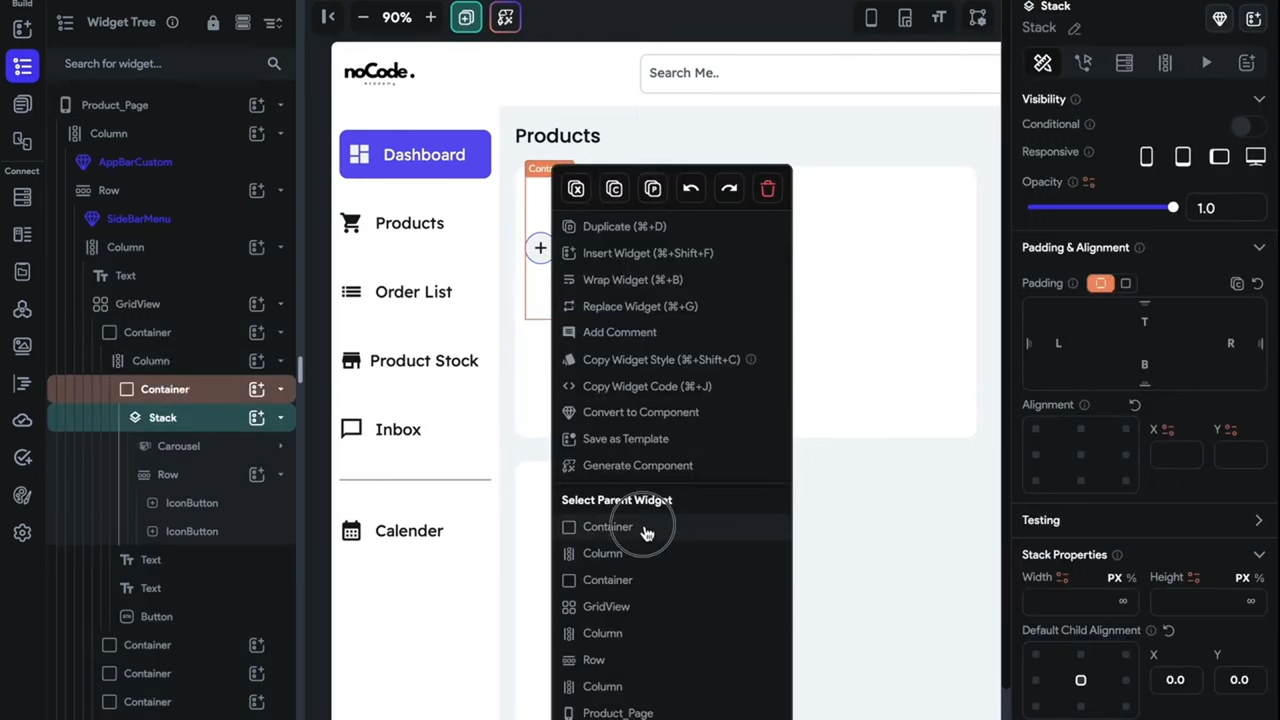 Build
Connect
Widget Tree
Search for widget...
Product_Page
Column
AppBarCustom
Row
SideBarMenu
Column
Text
GridView
Container
Column
Container
Stack
Carousel
Row
IconButton
IconButton
Text
Text
Button
Container
Container
Container
90%
noCode.
Search Me..
Dashboard
Products
Order List
Product Stock
Inbox
Calender
Products
Duplicate (⌘+D)
Insert Widget (⌘+Shift+F)
Wrap Widget (⌘+B)
Replace Widget (⌘+G)
Add Comment
Copy Widget Style (⌘+Shift+C)
Copy Widget Code (⌘+J)
Convert to Component
Save as Template
Generate Component
Select Parent Widget
Container
Column
Container
GridView
Column
Row
Column
Product_Page
Stack
Stack
Visibility
Conditional
Responsive
Opacity
1.0
Padding & Alignment
Padding
T
L R
B
Alignment
X Y
Testing
Stack Properties
Width PX % Height PX %
∞ ∞
Default Child Alignment
X Y
0.0 0.0